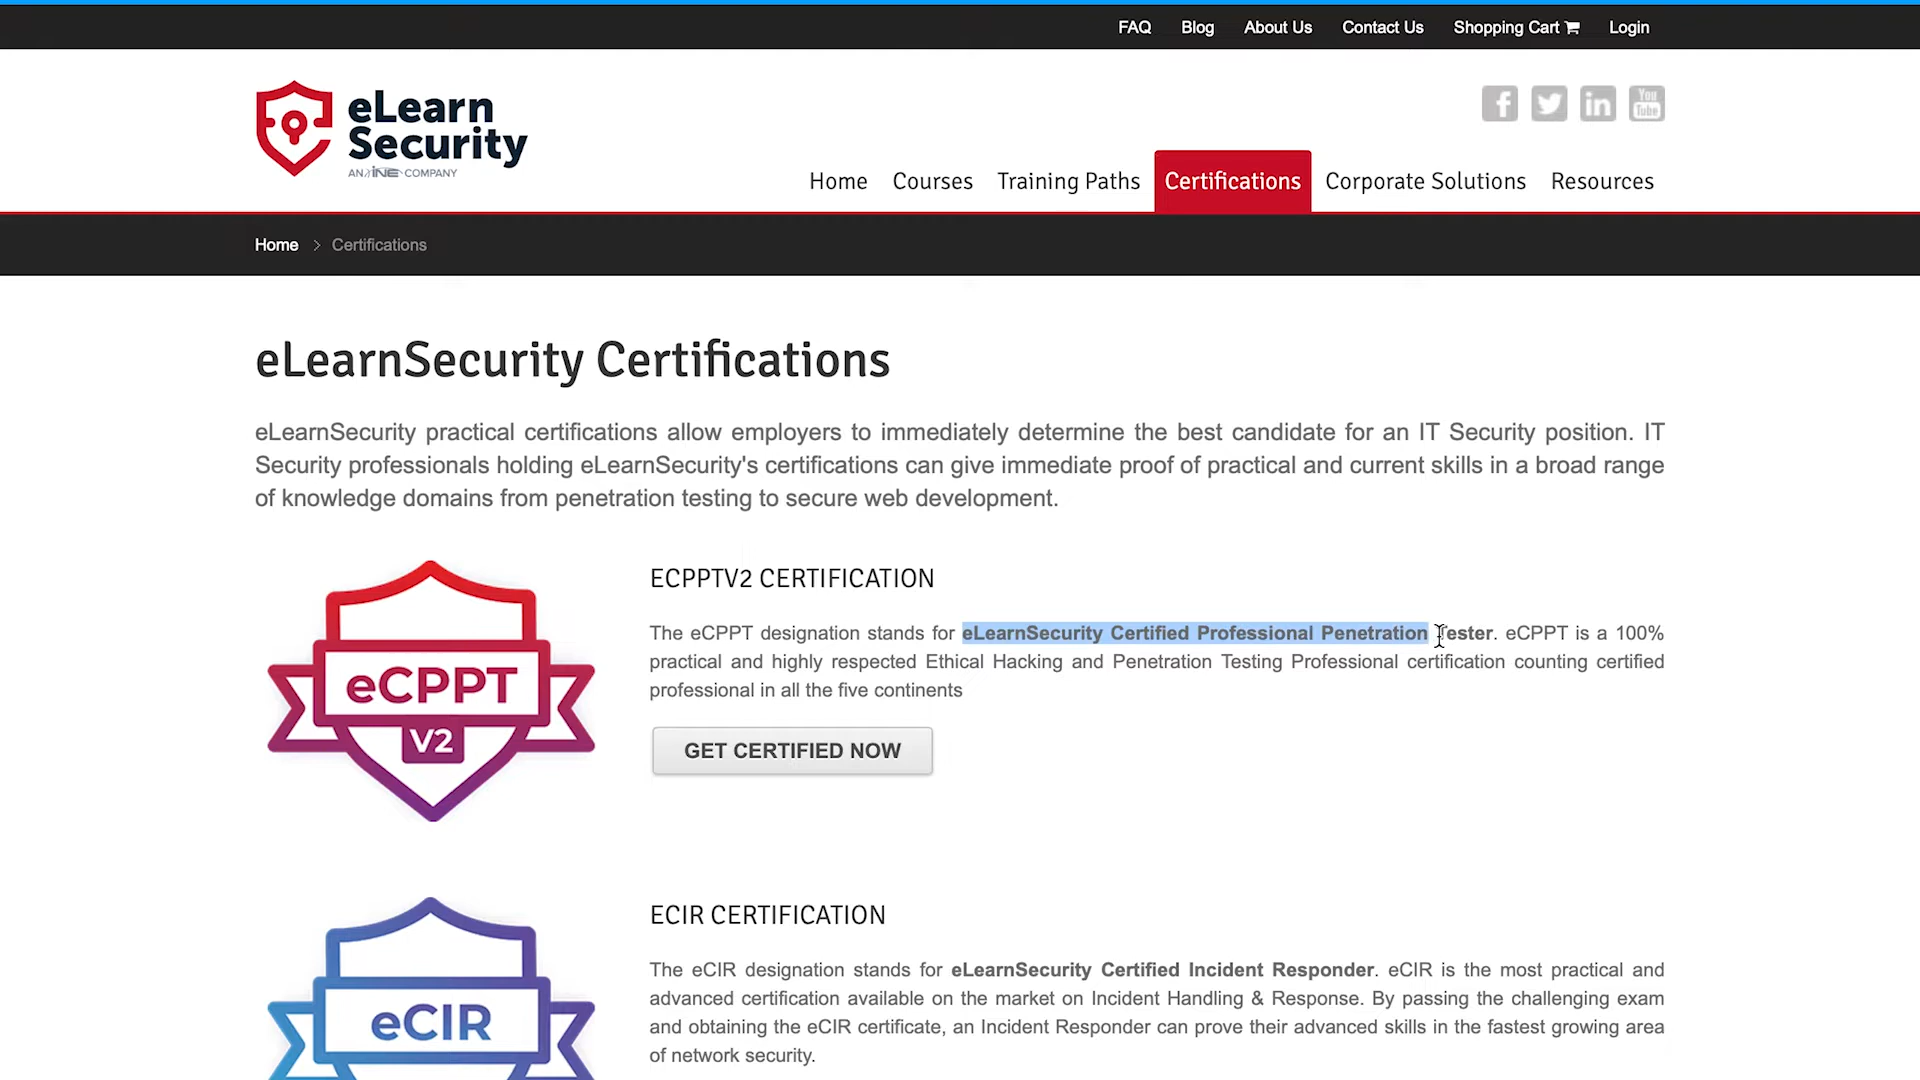 FAQ Blog About Us Contact Us Shopping Cart Login
eLearn
Security
AN INE COMPANY
You
Tube
Home Courses Training Paths Certifications Corporate Solutions Resources
Home > Certifications
eLearnSecurity Certifications
eLearnSecurity practical certifications allow employers to immediately determine the best candidate for an IT Security position. IT
Security professionals holding eLearnSecurity's certifications can give immediate proof of practical and current skills in a broad range
of knowledge domains from penetration testing to secure web development.
eCPPT
V2
ECPPTV2 CERTIFICATION
The eCPPT designation stands for eLearnSecurity Certified Professional Penetration Tester. eCPPT is a 100%
practical and highly respected Ethical Hacking and Penetration Testing Professional certification counting certified
professional in all the five continents
GET CERTIFIED NOW
eCIR
ECIR CERTIFICATION
The eCIR designation stands for eLearnSecurity Certified Incident Responder. eCIR is the most practical and
advanced certification available on the market on Incident Handling & Response. By passing the challenging exam
and obtaining the eCIR certificate, an Incident Responder can prove their advanced skills in the fastest growing area
of network security.